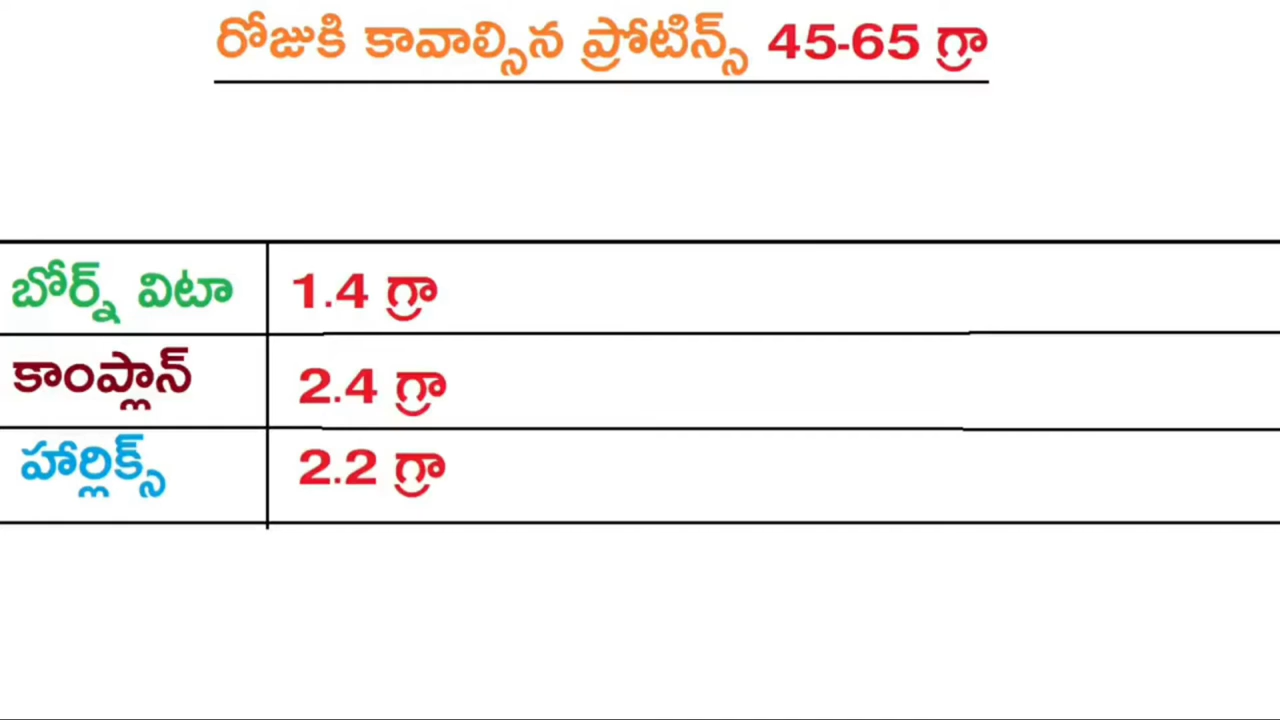 రోజుకి కావాల్సిన ప్రోటిన్స్ 45-65 గ్రా
బోర్న్ విటా 1.4 గ్రా
కాంప్లాన్ 2.4 గ్రా
హార్లిక్స్ 2.2 గ్రా